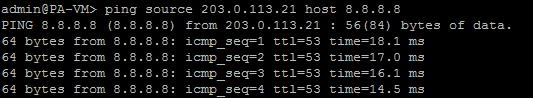 admin@PA-VM> ping source 203.0.113.21 host 8.8.8.8
PING 8.8.8.8 (8.8.8.8) from 203.0.113.21 : 56(84) bytes of data.
64 bytes from 8.8.8.8: icmp_seq=1 ttl=53 time=18.1 ms
64 bytes from 8.8.8.8: icmp_seq=2 ttl=53 time=17.0 ms
64 bytes from 8.8.8.8: icmp_seq=3 ttl=53 time=16.1 ms
64 bytes from 8.8.8.8: icmp_seq=4 ttl=53 time=14.5 ms